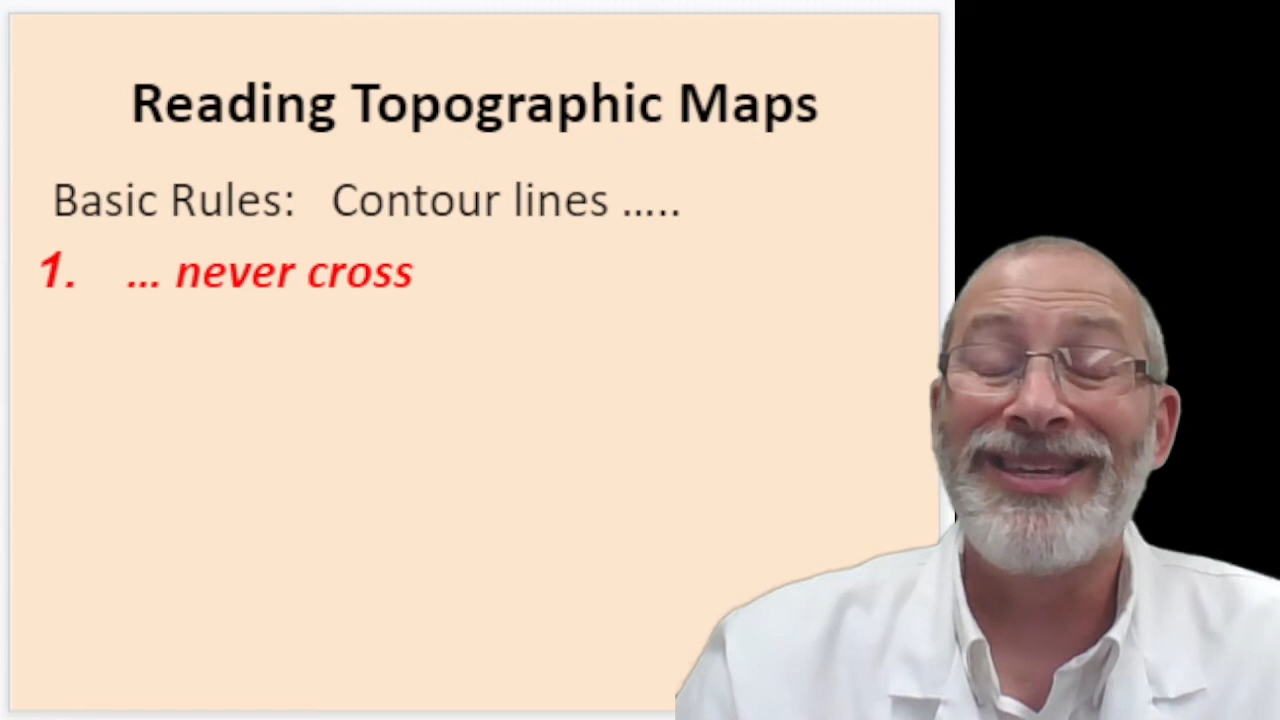 Reading Topographic Maps
Basic Rules: Contour lines .....
1. ... never cross